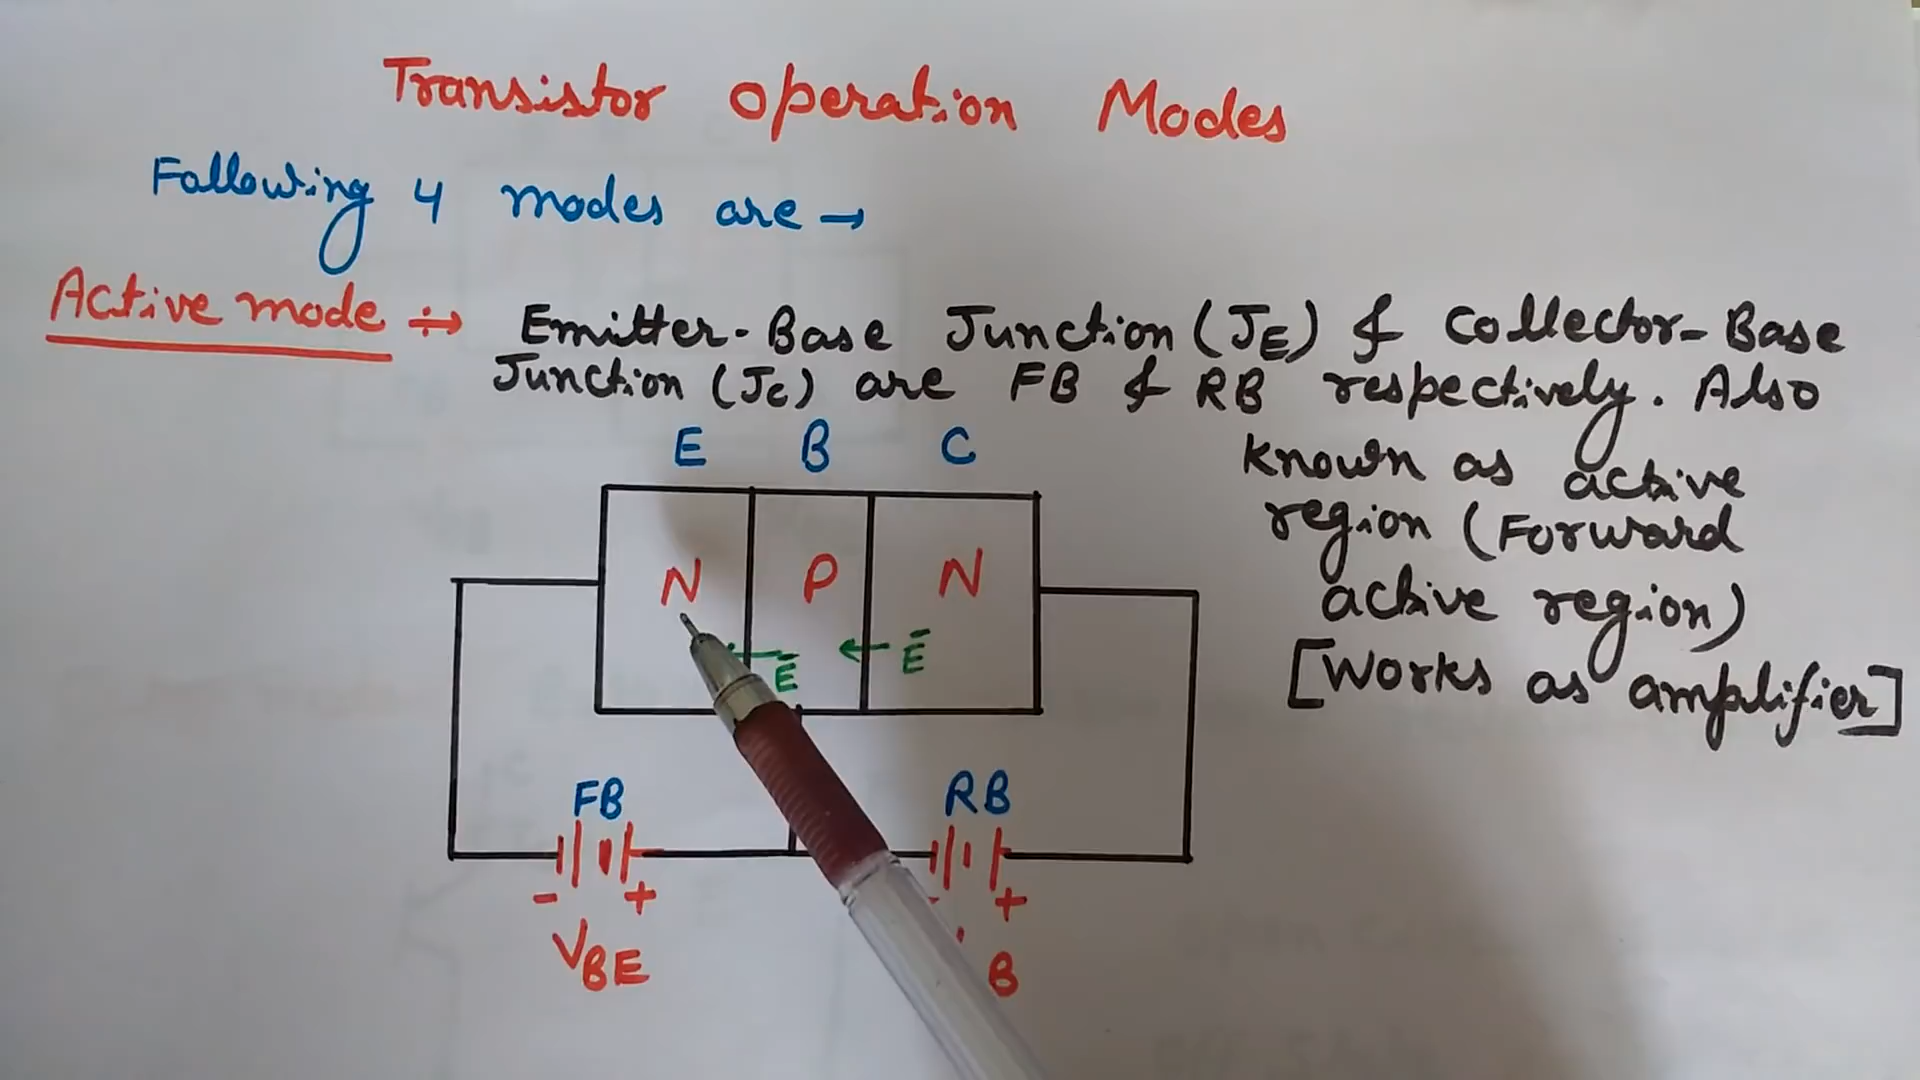 Transistor operation Modes
Following 4 modes are →
Active mode ÷→ Emitter-Base Junction (JE) & Collector-Base
Junction (JC) are FB & RB respectively. Also
known as active
region (Forward
active region)
[Works as amplifier]
E B C
N P N
← Ē ← Ē
FB RB
- + - +
VBE B